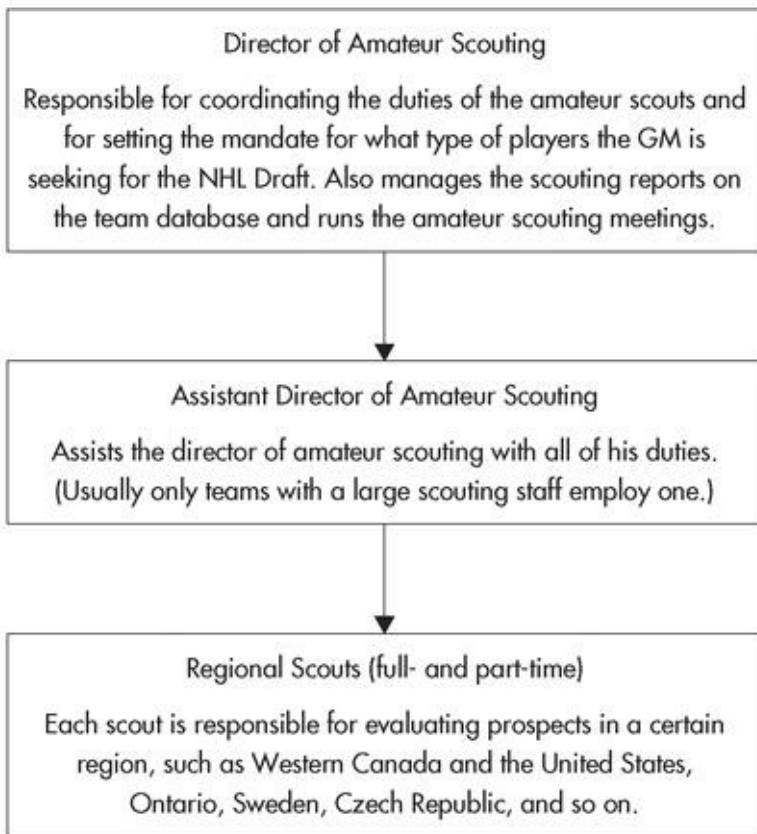 Director of Amateur Scouting
Responsible for coordinating the duties of the amateur scouts and
for setting the mandate for what type of players the GM is
seeking for the NHL Draft. Also manages the scouting reports on
the team database and runs the amateur scouting meetings.
Assistant Director of Amateur Scouting
Assists the director of amateur scouting with all of his duties.
(Usually only teams with a large scouting staff employ one.)
Regional Scouts (full- and part-time)
Each scout is responsible for evaluating prospects in a certain
region, such as Western Canada and the United States,
Ontario, Sweden, Czech Republic, and so on.